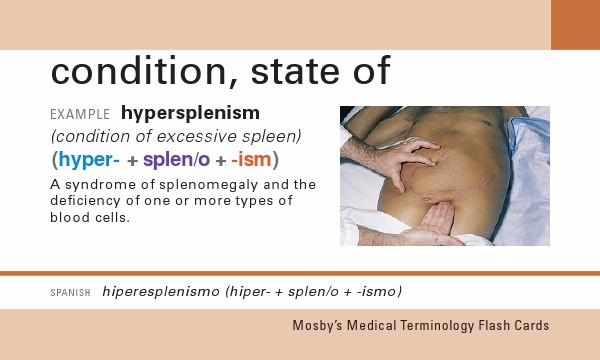 condition, state of
EXAMPLE hypersplenism
(condition of excessive spleen)
(hyper- + splen/o + -ism)
A syndrome of splenomegaly and the
deficiency of one or more types of
blood cells.
SPANISH hiperesplenismo (hiper- + splen/o + -ismo)
Mosby's Medical Terminology Flash Cards